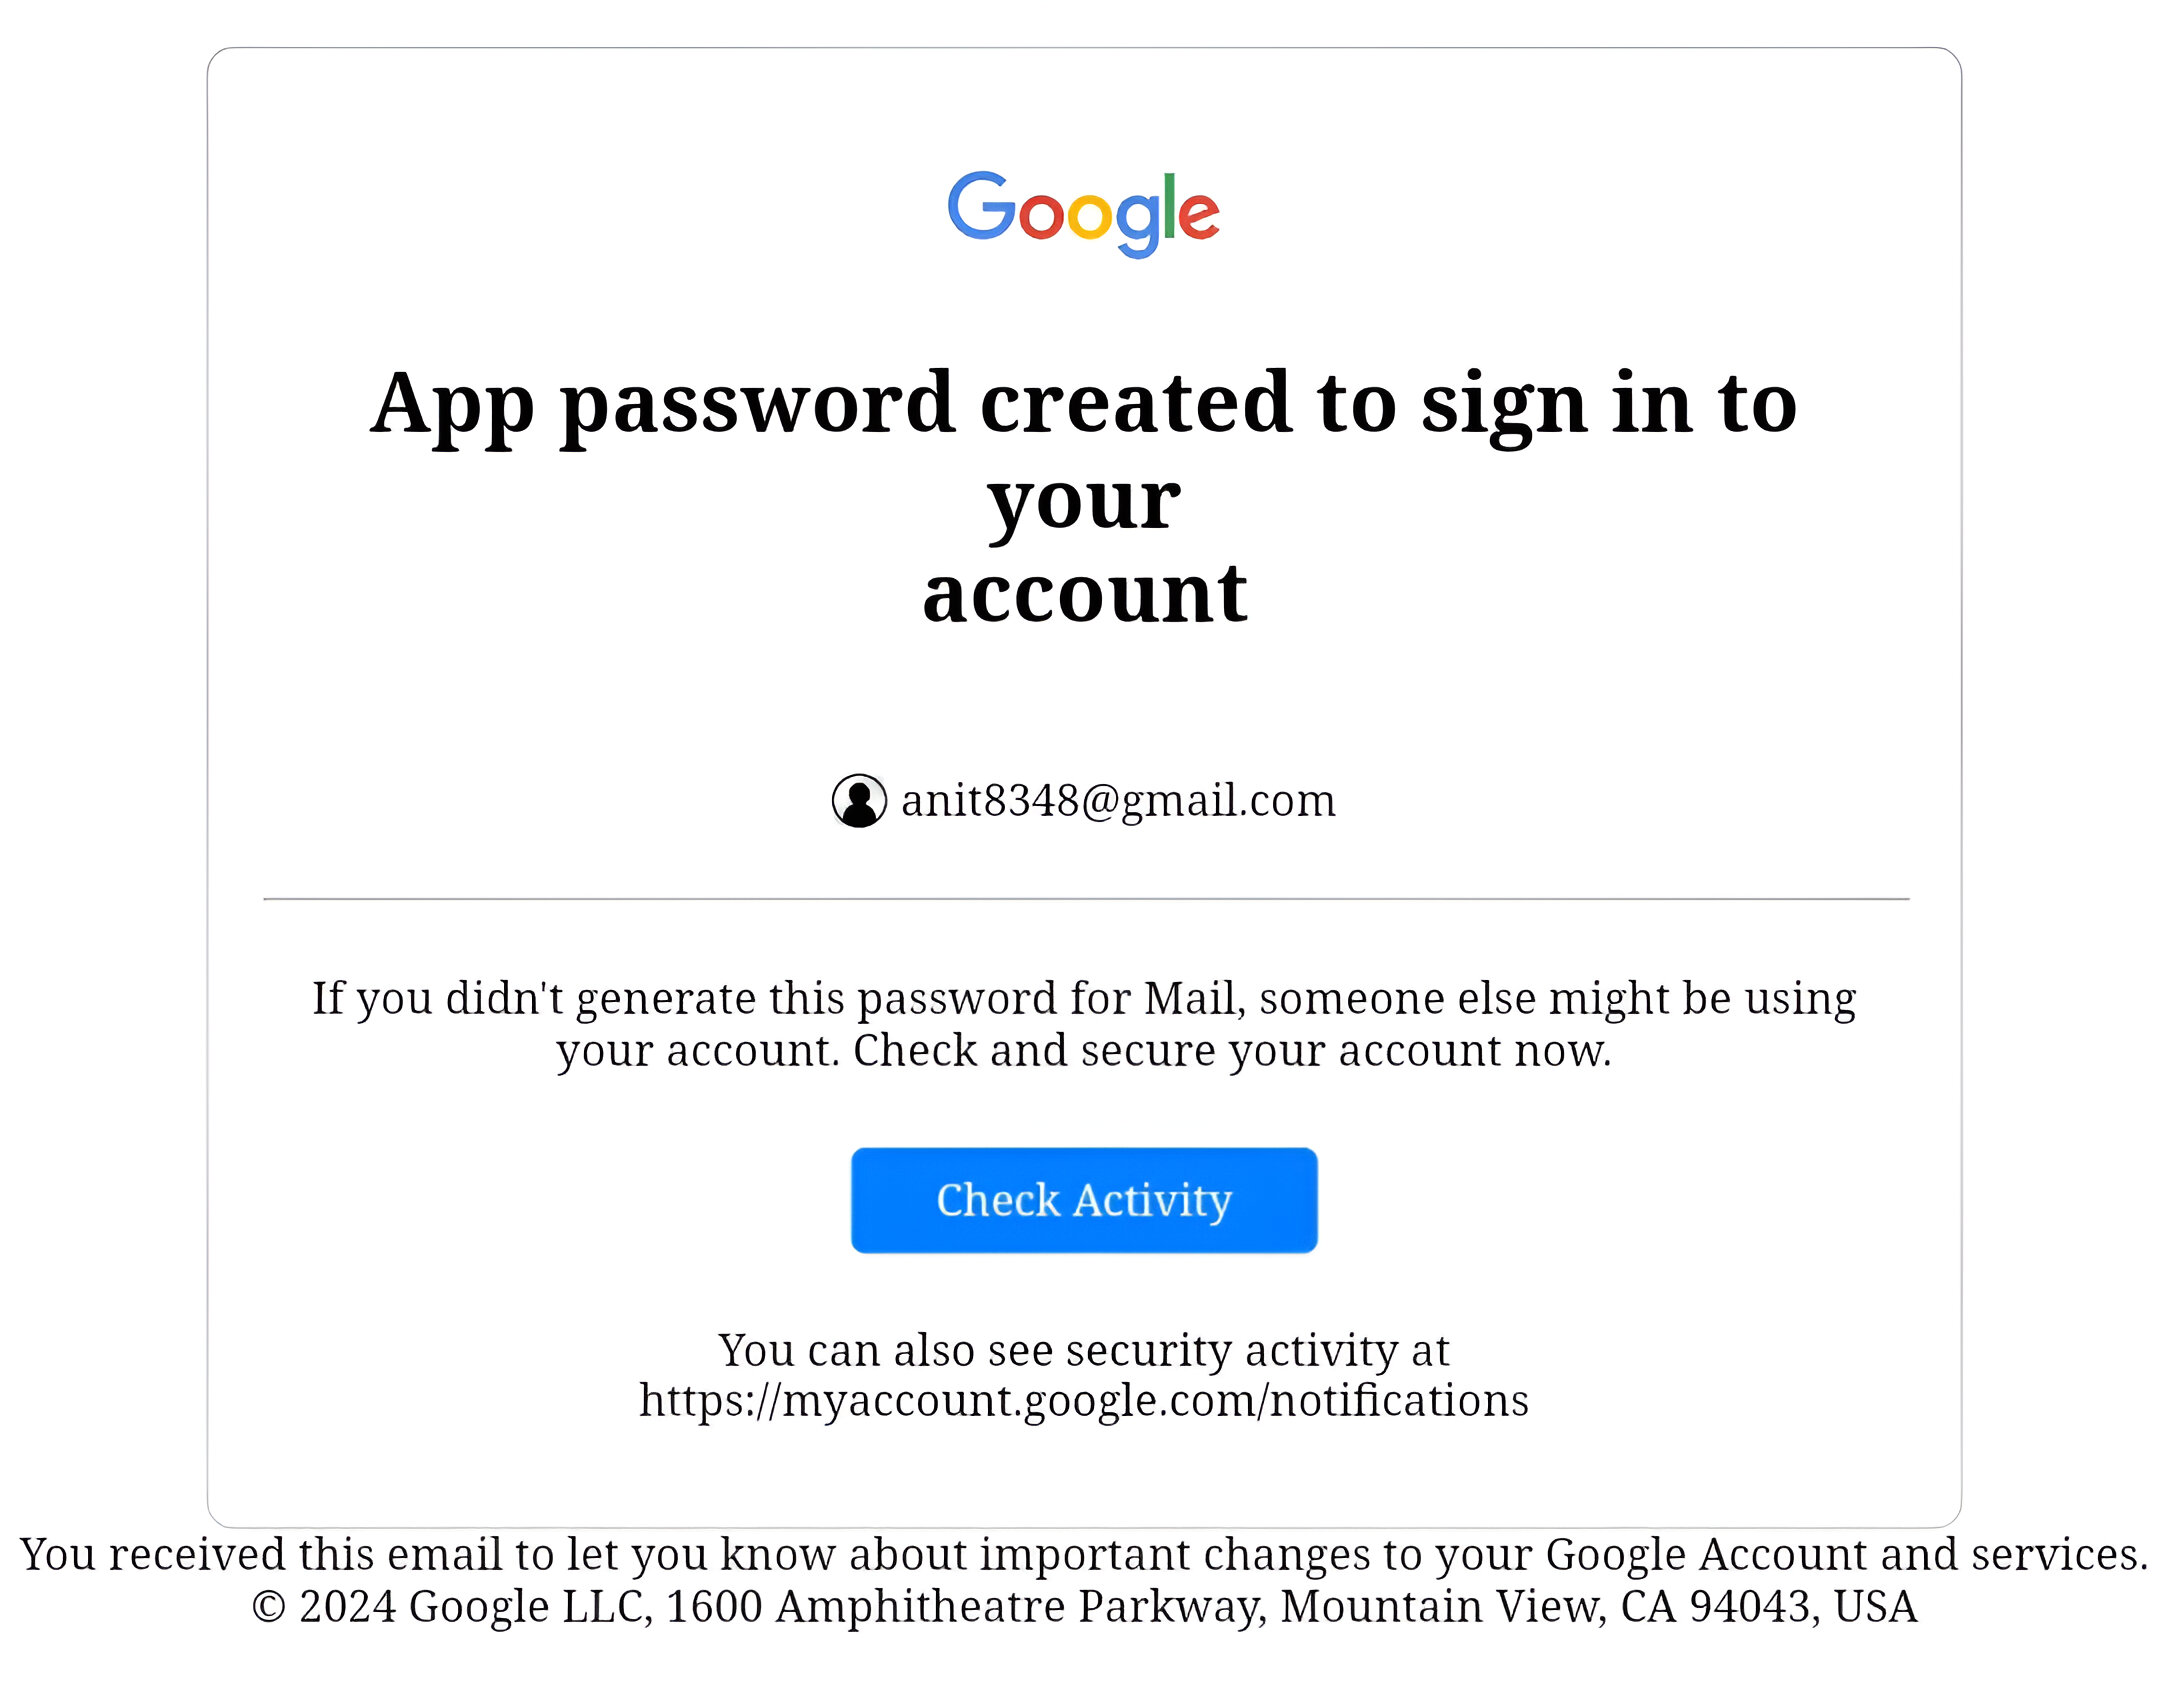 Google
App password created to sign in to
your
account
anit8348@gmail.com
If you didn't generate this password for Mail, someone else might be using
your account. Check and secure your account now.
Check Activity
You can also see security activity at
https://myaccount.google.com/notifications
You received this email to let you know about important changes to your Google Account and services.
© 2024 Google LLC, 1600 Amphitheatre Parkway, Mountain View, CA 94043, USA